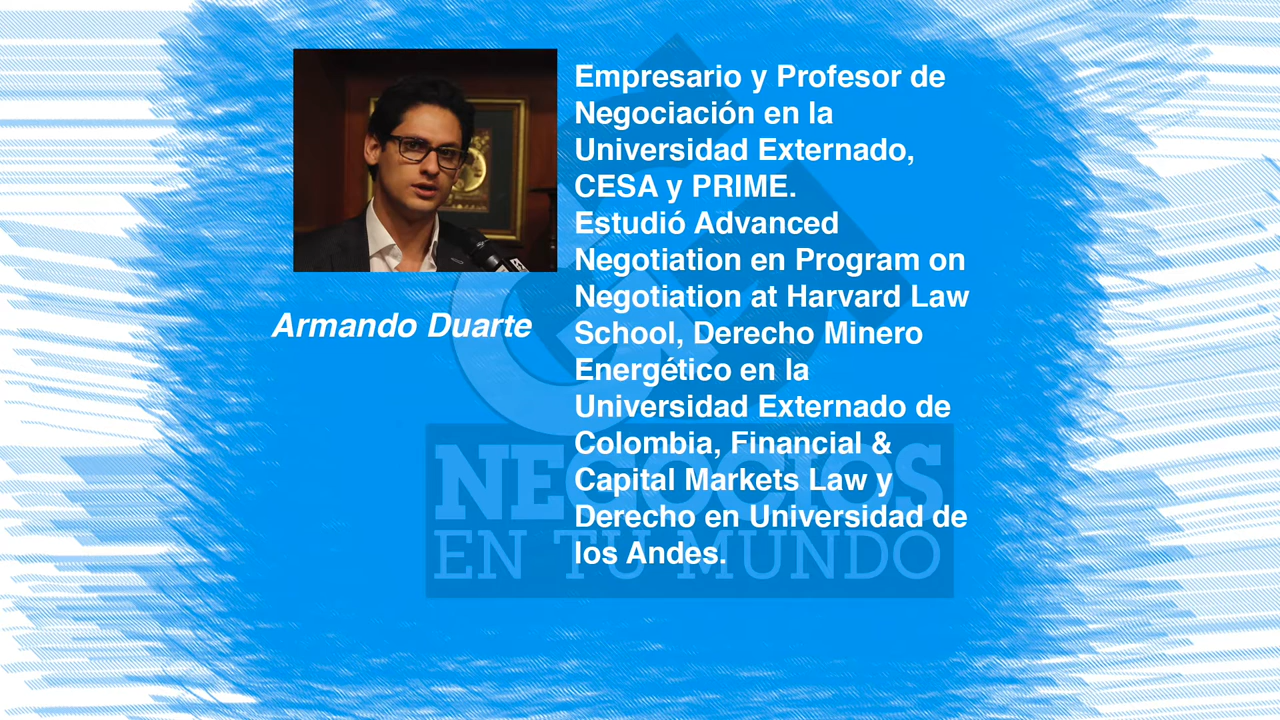 Empresario y Profesor de
Negociación en la
Universidad Externado,
CESA y PRIME.
Estudió Advanced
Negotiation en Program on
Negotiation at Harvard Law
School, Derecho Minero
Energético en la
Universidad Externado de
Colombia, Financial &
Capital Markets Law y
Derecho en Universidad de
los Andes.
Armando Duarte
NEGOCIOS
EN TU MUNDO